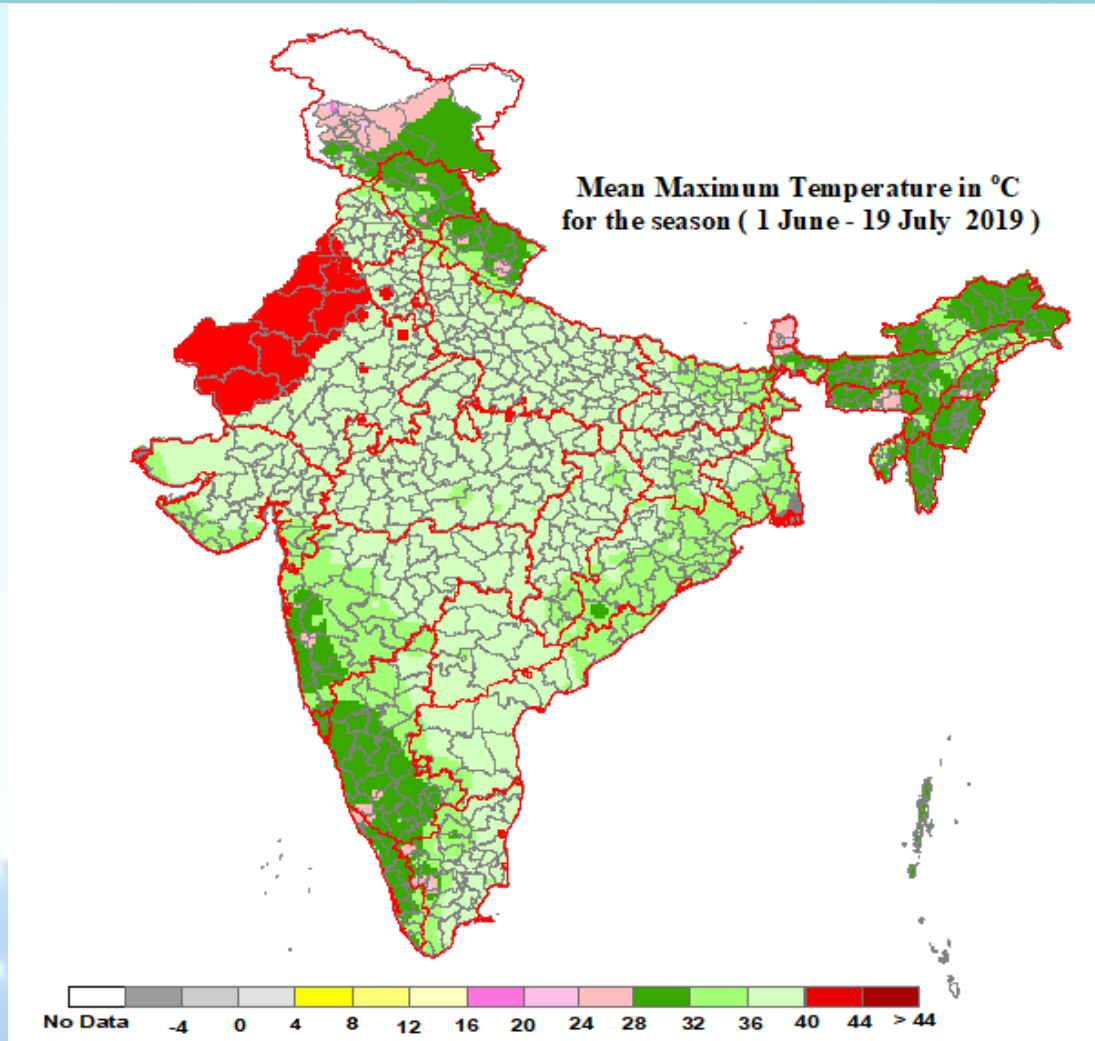 Mean Maximum Temperature in °C
for the season ( 1 June - 19 July 2019 )
No Data -4 0 4 8 12 16 20 24 28 32 36 40 44 > 44